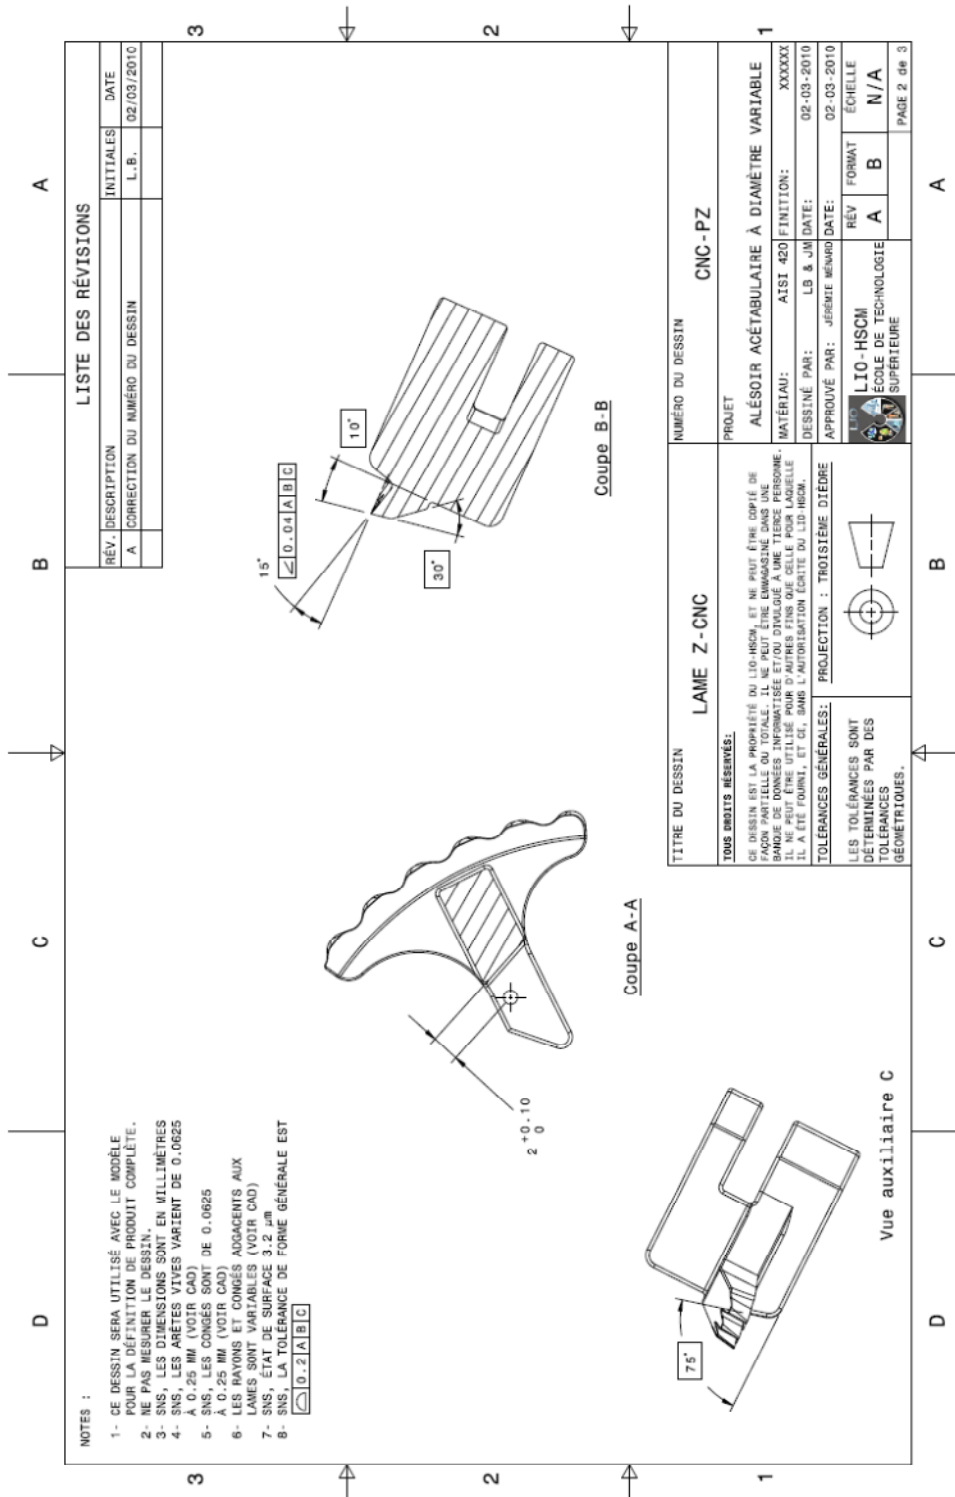 D
C
B
A
3
2
1
NOTES :
1- CE DESSIN SERA UTILISÉ AVEC LE MODÈLE
POUR LA DÉFINITION DE PRODUIT COMPLÈTE.
2- NE PAS MESURER LE DESSIN.
3- SNS, LES DIMENSIONS SONT EN MILLIMÈTRES
4- SNS, LES ARÊTES VIVES VARIENT DE 0.0625
À 0.25 MM (VOIR CAD)
5- SNS, LES CONGÉS SONT DE 0.0625
À 0.25 MM (VOIR CAD)
6- LES RAYONS ET CONGÉS ADGACENTS AUX
LAMES SONT VARIABLES (VOIR CAD)
7- SNS, ÉTAT DE SURFACE 3.2 µm
8- SNS, LA TOLÉRANCE DE FORME GÉNÉRALE EST
0.2 A B C
LISTE DES RÉVISIONS
RÉV. DESCRIPTION INITIALES DATE
A CORRECTION DU NUMÉRO DU DESSIN L.B. 02/03/2010
15°
0.04 A B C
10°
30°
Coupe B-B
2 +0.10
0
Coupe A-A
75°
Vue auxiliaire C
TITRE DU DESSIN
LAME Z-CNC
NUMÉRO DU DESSIN
CNC-PZ
TOUS DROITS RÉSERVÉS:
CE DESSIN EST LA PROPRIÉTÉ DU LIO-HSCM, ET NE PEUT ÊTRE COPIÉ DE
FAÇON PARTIELLE OU TOTALE. IL NE PEUT ÊTRE EMMAGASINÉ DANS UNE
BANQUE DE DONNÉES INFORMATISÉE ET/OU DIVULGUÉ À UNE TIERCE PERSONNE.
IL NE PEUT ÊTRE UTILISÉ POUR D'AUTRES FINS QUE CELLE POUR LAQUELLE
IL A ÉTÉ FOURNI, ET CE, SANS L'AUTORISATION ÉCRITE DU LIO-HSCM.
PROJET
ALÉSOIR ACÉTABULAIRE À DIAMÈTRE VARIABLE
MATÉRIAU: AISI 420 FINITION: XXXXXX
DESSINÉ PAR: LB & JM DATE: 02-03-2010
APPROUVÉ PAR: JÉRÉMIE MÉNARD DATE: 02-03-2010
TOLÉRANCES GÉNÉRALES:
LES TOLÉRANCES SONT
DÉTERMINÉES PAR DES
TOLÉRANCES
GÉOMÉTRIQUES.
PROJECTION : TROISIÈME DIÈDRE
LIO
LIO-HSCM
ÉCOLE DE TECHNOLOGIE
SUPÉRIEURE
RÉV FORMAT ÉCHELLE
A B N/A
PAGE 2 de 3
3
2
1
D
C
B
A